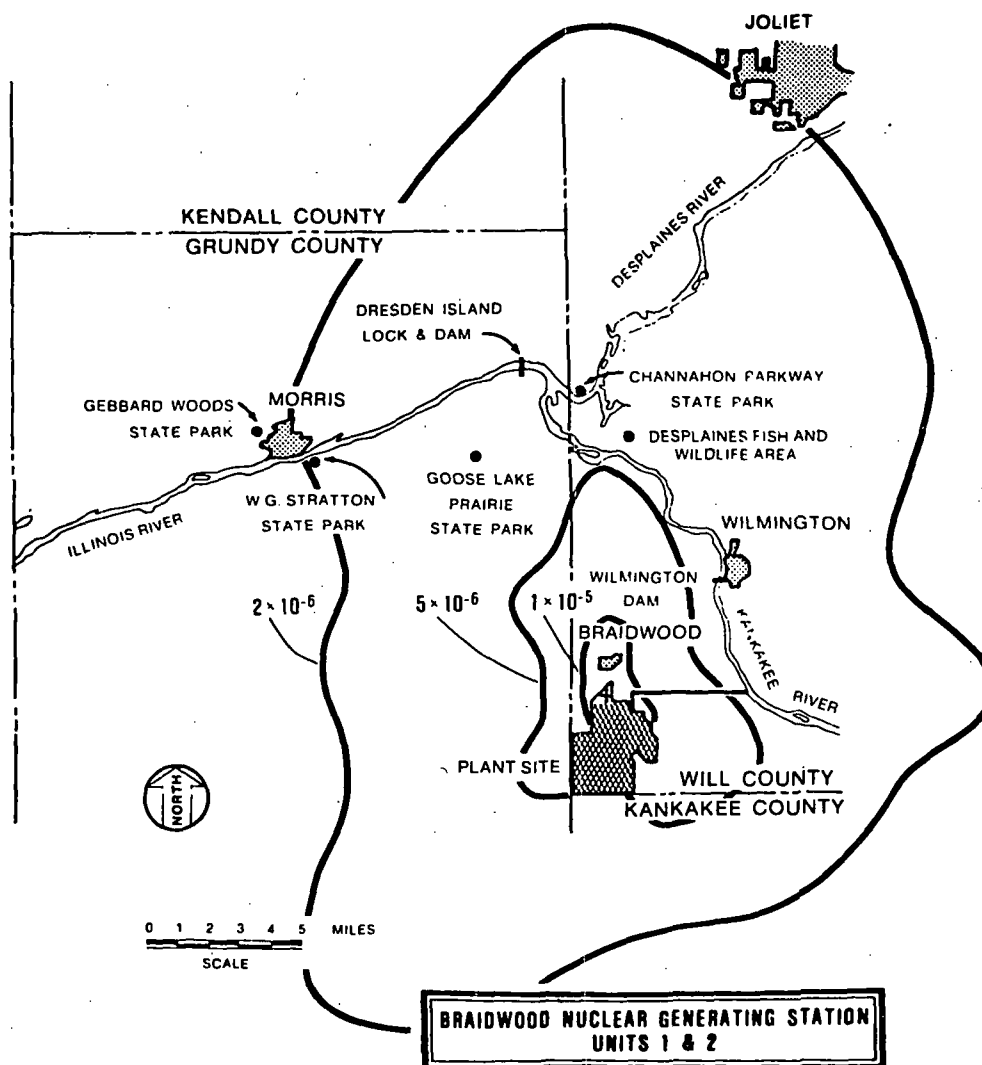 JOLIET
KENDALL COUNTY
GRUNDY COUNTY
DESPLAINES RIVER
DRESDEN ISLAND
LOCK & DAM
CHANNAHON PARKWAY
STATE PARK
MORRIS
GEBBARD WOODS
STATE PARK
DESPLAINES FISH AND
WILDLIFE AREA
W.G. STRATTON
STATE PARK
GOOSE LAKE
PRAIRIE
STATE PARK
ILLINOIS RIVER
WILMINGTON
2 × 10⁻⁶
5 × 10⁻⁶
1 × 10⁻⁵
WILMINGTON
DAM
BRAIDWOOD
KANKAKEE
RIVER
PLANT SITE
WILL COUNTY
KANKAKEE COUNTY
NORTH
0 1 2 3 4 5 MILES
SCALE
BRAIDWOOD NUCLEAR GENERATING STATION
UNITS 1 & 2